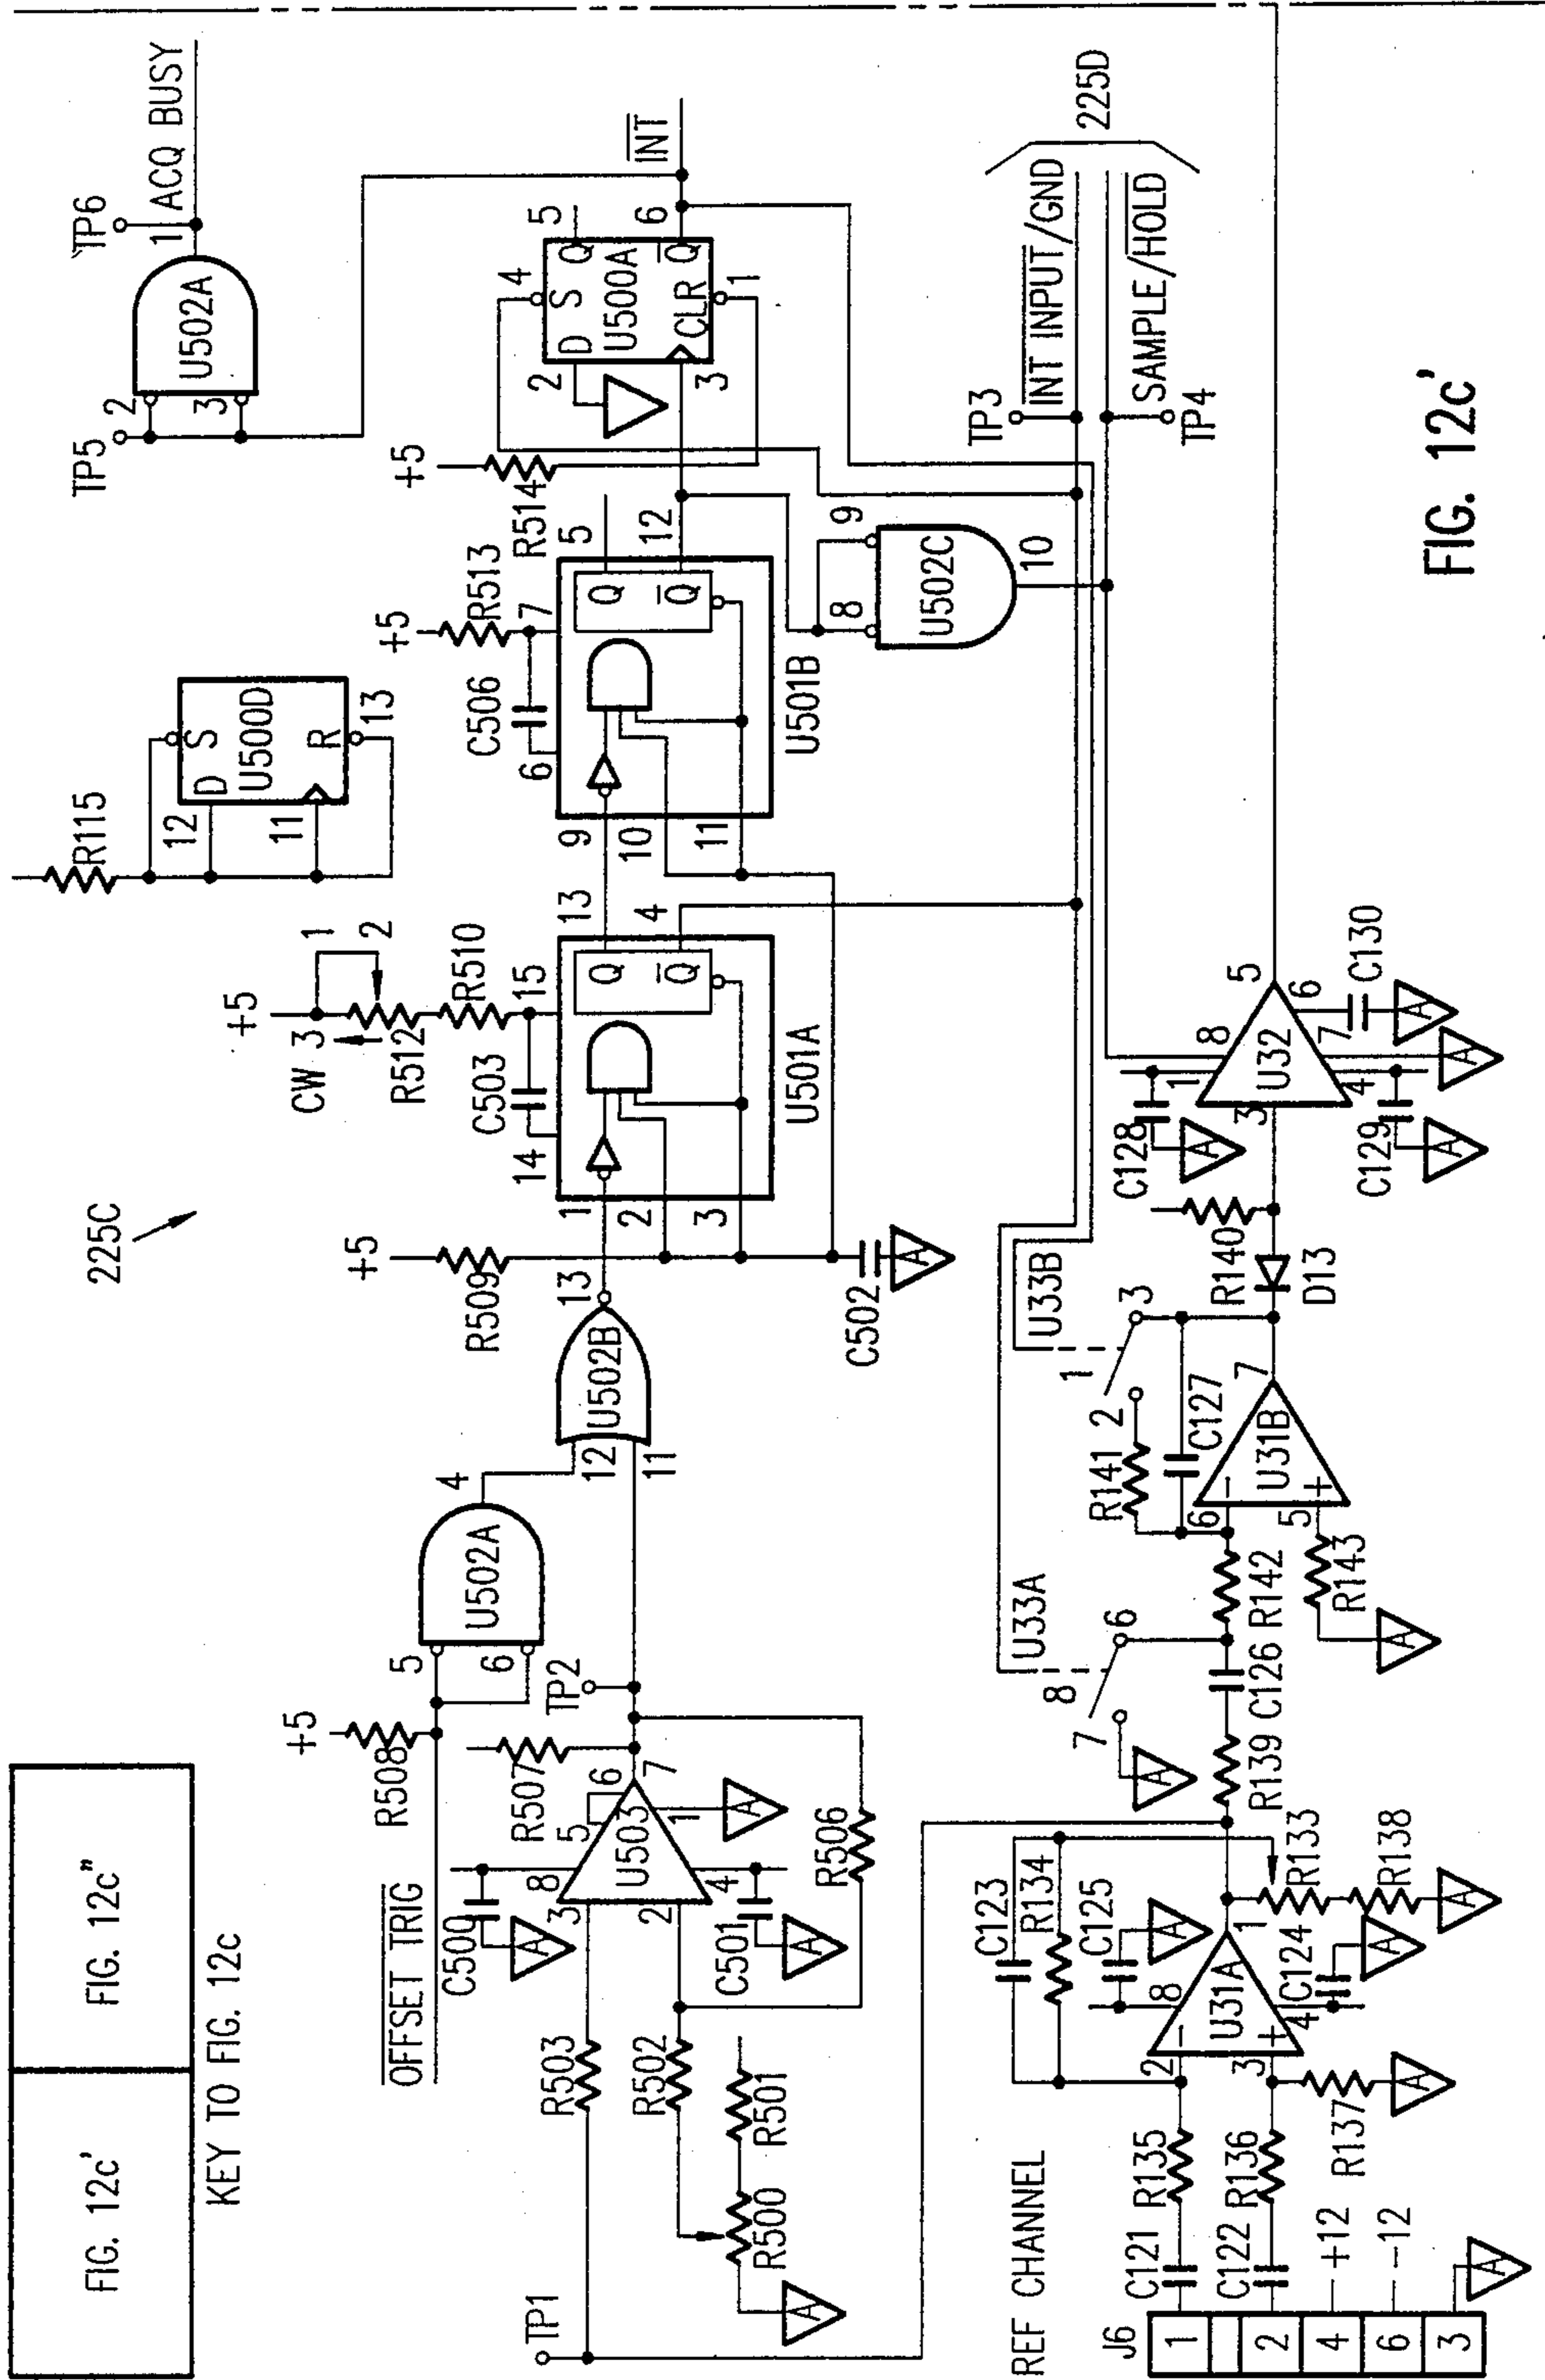 FIG. 12c'
FIG. 12c"
KEY TO FIG. 12c
225C
TP5
TP6
2
3
U502A
1
ACQ BUSY
R115
12
11
D
S
U500D
R
13
+5
CW 3
1
2
R512
R510
C503
14
15
U501A
1
2
3
Q
Q
13
4
+5
R513
C506
6
7
U501B
9
10
11
Q
Q
5
12
+5
R514
2
3
D
S
U500A
CLR
Q
Q
4
5
6
1
INT
8
9
U502C
10
+5
R509
C502
A
U502B
12
11
13
+5
R508
5
6
U502A
4
OFFSET TRIG
C500
A
R507
TP2
8
5
6
3
2
U503
7
1
4
A
C501
A
R506
R503
R502
R501
R500
A
TP1
TP3
INT INPUT/GND
SAMPLE/HOLD
TP4
225D
REF CHANNEL
J6
1
2
4
6
3
+12
-12
A
C121
C122
R135
R136
R137
A
C123
R134
C125
A
2
3
8
4
U31A
1
C124
A
R133
R138
A
R139
C126
R142
U33A
8
7
6
A
R143
A
R141
C127
U33B
1
2
3
6
5
U31B
7
R140
D13
C128
A
C129
A
1
8
3
4
U32
5
6
7
C130
A
A
FIG. 12c'